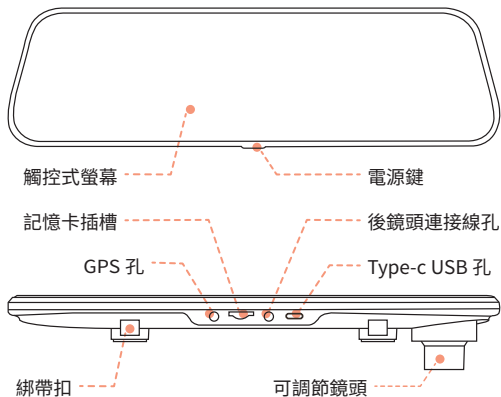 觸控式螢幕
電源鍵
記憶卡插槽
後鏡頭連接線孔
GPS 孔
Type-c USB 孔
綁帶扣
可調節鏡頭